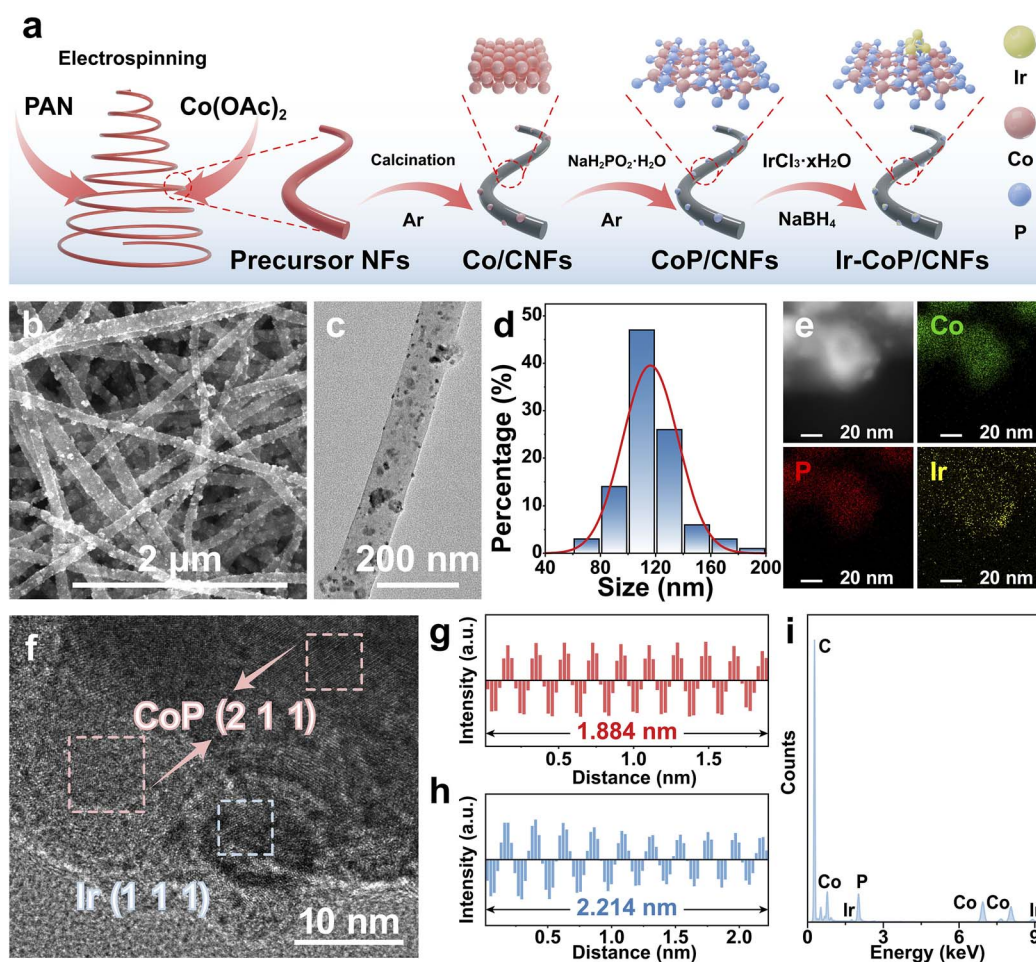 a
Electrospinning
PAN
Co(OAc)2
Calcination
Ar
NaH2PO2·H2O
Ar
IrCl3·xH2O
NaBH4
Precursor NFs
Co/CNFs
CoP/CNFs
Ir-CoP/CNFs
Ir
Co
P
b
2 μm
c
200 nm
d
Percentage (%)
50
40
30
20
10
0
40 80 120 160 200
Size (nm)
e
20 nm
Co
20 nm
P
20 nm
Ir
20 nm
f
CoP (2 1 1)
Ir (1 1 1)
10 nm
g
Intensity (a.u.)
1.884 nm
0.5 1.0 1.5
Distance (nm)
h
Intensity (a.u.)
2.214 nm
0.5 1.0 1.5 2.0
Distance (nm)
i
Counts
C
Co
Ir
P
Co
Co
0 3 6 9
Energy (keV)